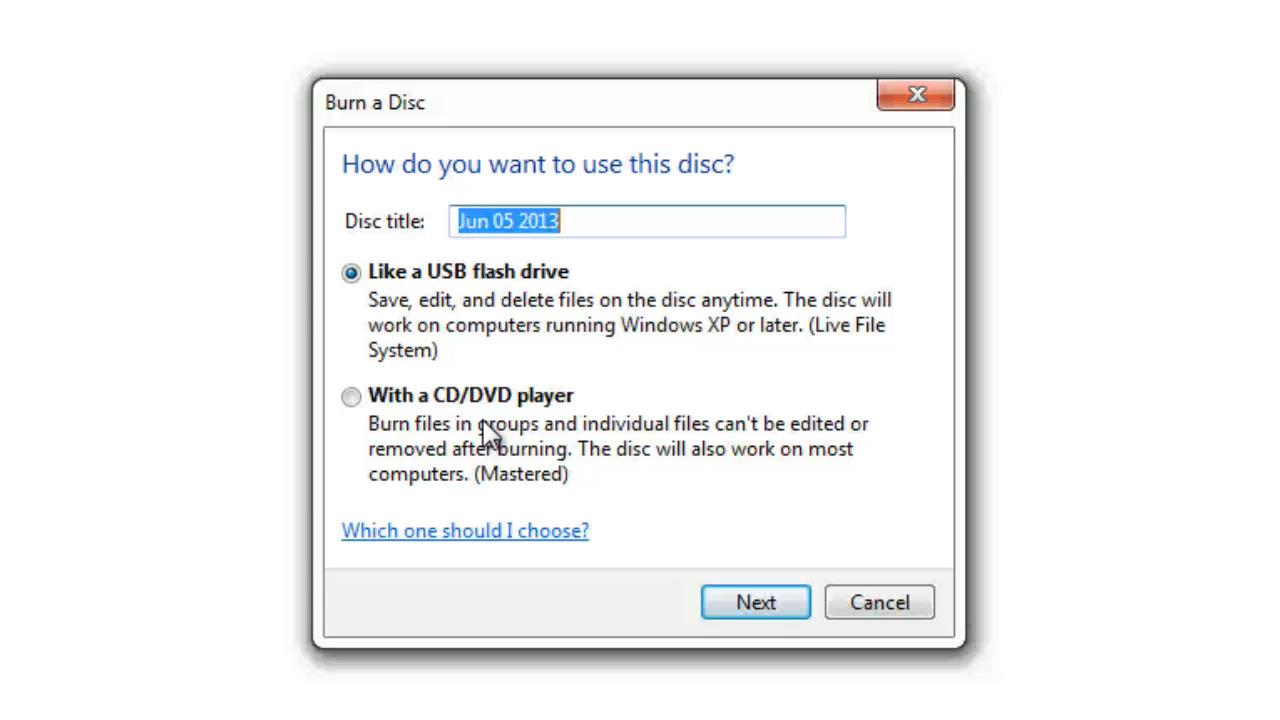 Burn a Disc
How do you want to use this disc?
Disc title: Jun 05 2013
Like a USB flash drive
Save, edit, and delete files on the disc anytime. The disc will
work on computers running Windows XP or later. (Live File
System)
With a CD/DVD player
Burn files in groups and individual files can't be edited or
removed after burning. The disc will also work on most
computers. (Mastered)
Which one should I choose?
Next Cancel